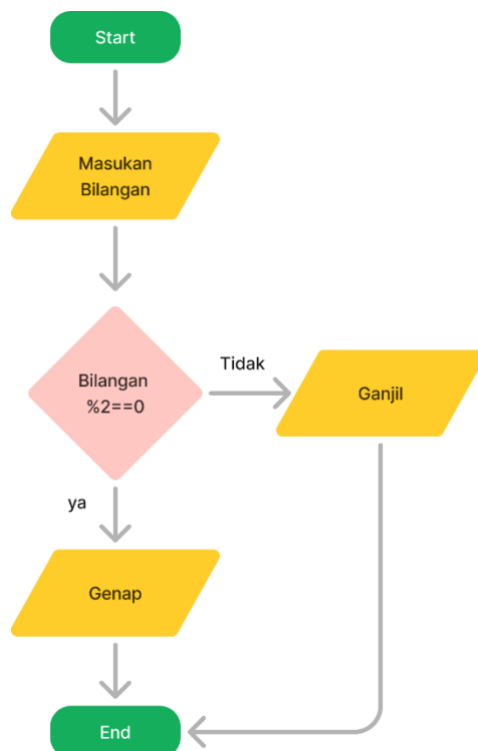 Start
Masukan
Bilangan
Bilangan
%2==0
Tidak
Ganjil
ya
Genap
End